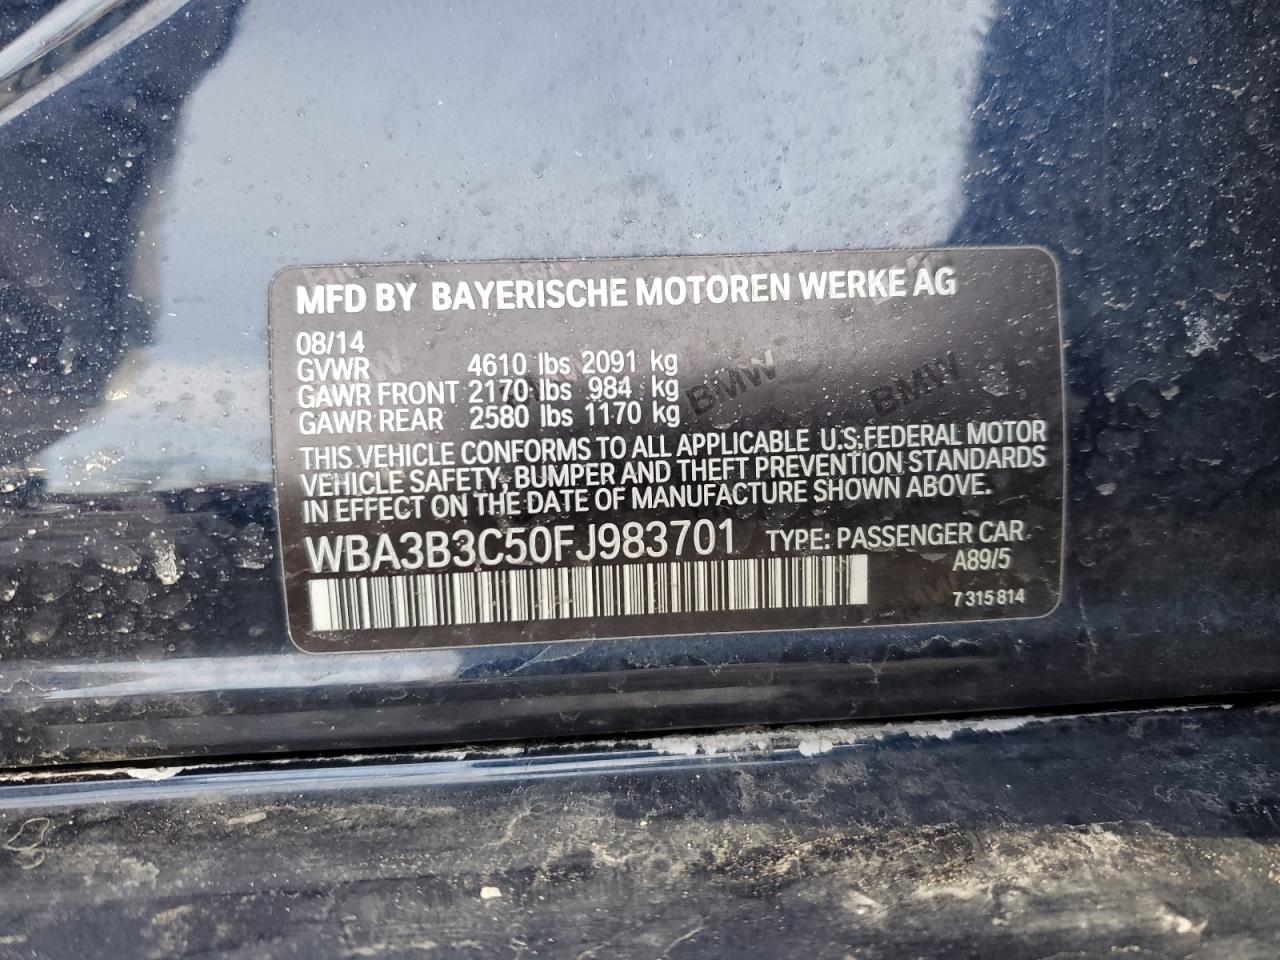 MFD BY BAYERISCHE MOTOREN WERKE AG
08/14
GVWR 4610 lbs 2091 kg
GAWR FRONT 2170 lbs 984 kg
GAWR REAR 2580 lbs 1170 kg
THIS VEHICLE CONFORMS TO ALL APPLICABLE U.S.FEDERAL MOTOR
VEHICLE SAFETY, BUMPER AND THEFT PREVENTION STANDARDS
IN EFFECT ON THE DATE OF MANUFACTURE SHOWN ABOVE.
WBA3B3C50FJ983701 TYPE: PASSENGER CAR
A89/5
7 315 814
BMW
BMW
BMW